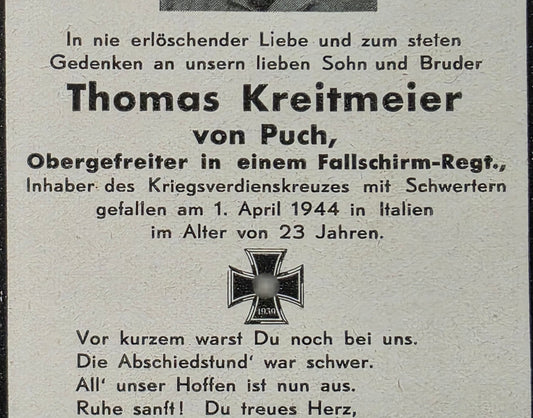 In nie erlöschender Liebe und zum steten
Gedenken an unsern lieben Sohn und Bruder
Thomas Kreitmeier
von Puch,
Obergefreiter in einem Fallschirm-Regt.,
Inhaber des Kriegsverdienskreuzes mit Schwertern
gefallen am 1. April 1944 in Italien
im Alter von 23 Jahren.
1939
Vor kurzem warst Du noch bei uns.
Die Abschiedstund' war schwer.
All' unser Hoffen ist nun aus.
Ruhe sanft! Du treues Herz,